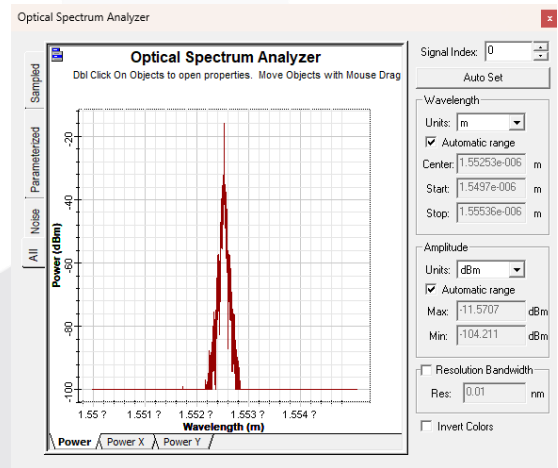 Optical Spectrum Analyzer
x
Sampled
Parameterized
Noise
All
Optical Spectrum Analyzer
Dbl Click On Objects to open properties.  Move Objects with Mouse Drag
Power (dBm)
-20
-40
-60
-80
-100
1.55 ?
1.551 ?
1.552 ?
1.553 ?
1.554 ?
Wavelength (m)
Power
Power X
Power Y
Signal Index: 0
Auto Set
Wavelength
Units: m
Automatic range
Center: 1.55253e-006 m
Start: 1.5497e-006 m
Stop: 1.55536e-006 m
Amplitude
Units: dBm
Automatic range
Max: -11.5707 dBm
Min: -104.211 dBm
Resolution Bandwidth
Res: 0.01 nm
Invert Colors